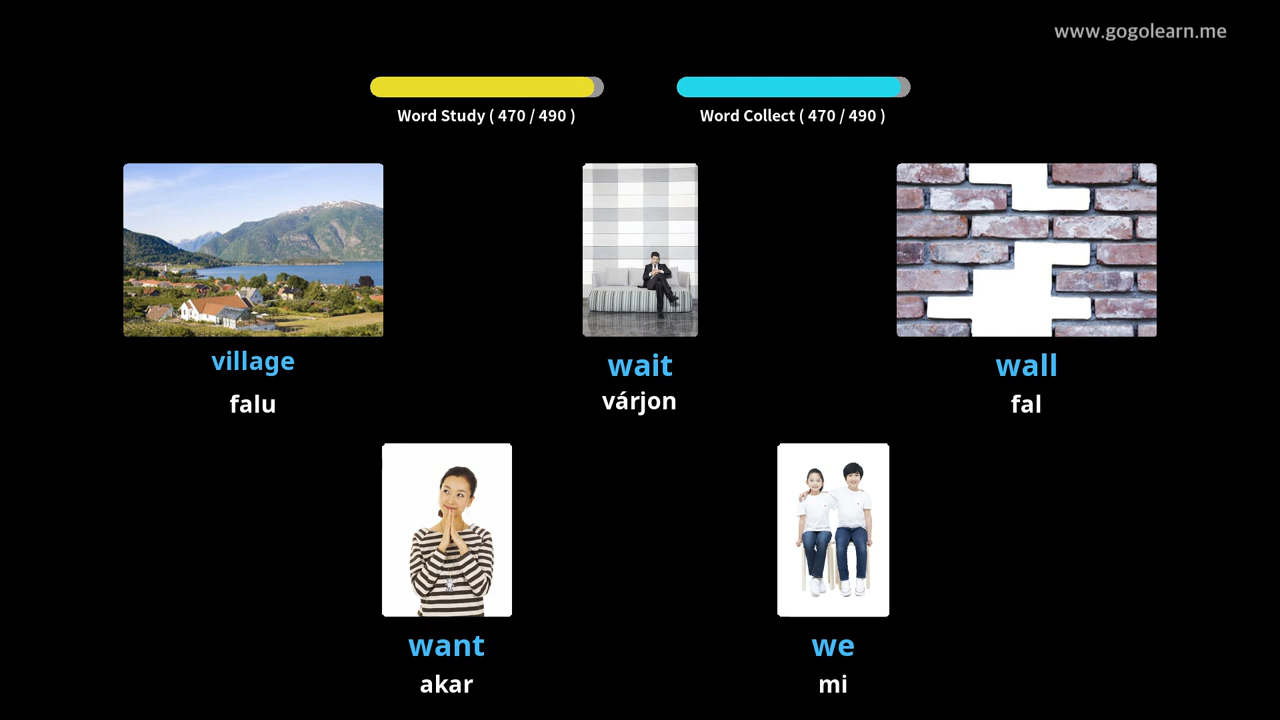 www.gogolearn.me
Word Study ( 470 / 490 )
Word Collect ( 470 / 490 )
village
falu
wait
várjon
wall
fal
want
akar
we
mi